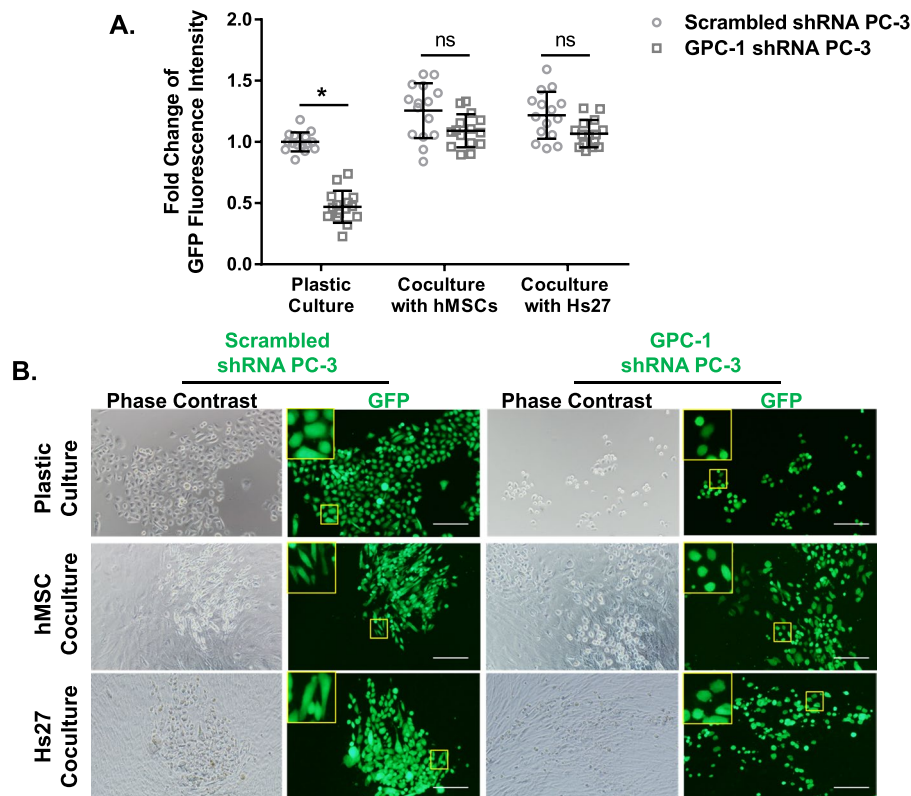 A.
Fold Change of
GFP Fluorescence Intensity
2.0
1.5
1.0
0.5
0.0
*
ns
ns
Plastic
Culture
Coculture
with hMSCs
Coculture
with Hs27
Scrambled shRNA PC-3
GPC-1 shRNA PC-3
B.
Scrambled
shRNA PC-3
GPC-1
shRNA PC-3
Phase Contrast
GFP
Phase Contrast
GFP
Plastic
Culture
hMSC
Coculture
Hs27
Coculture